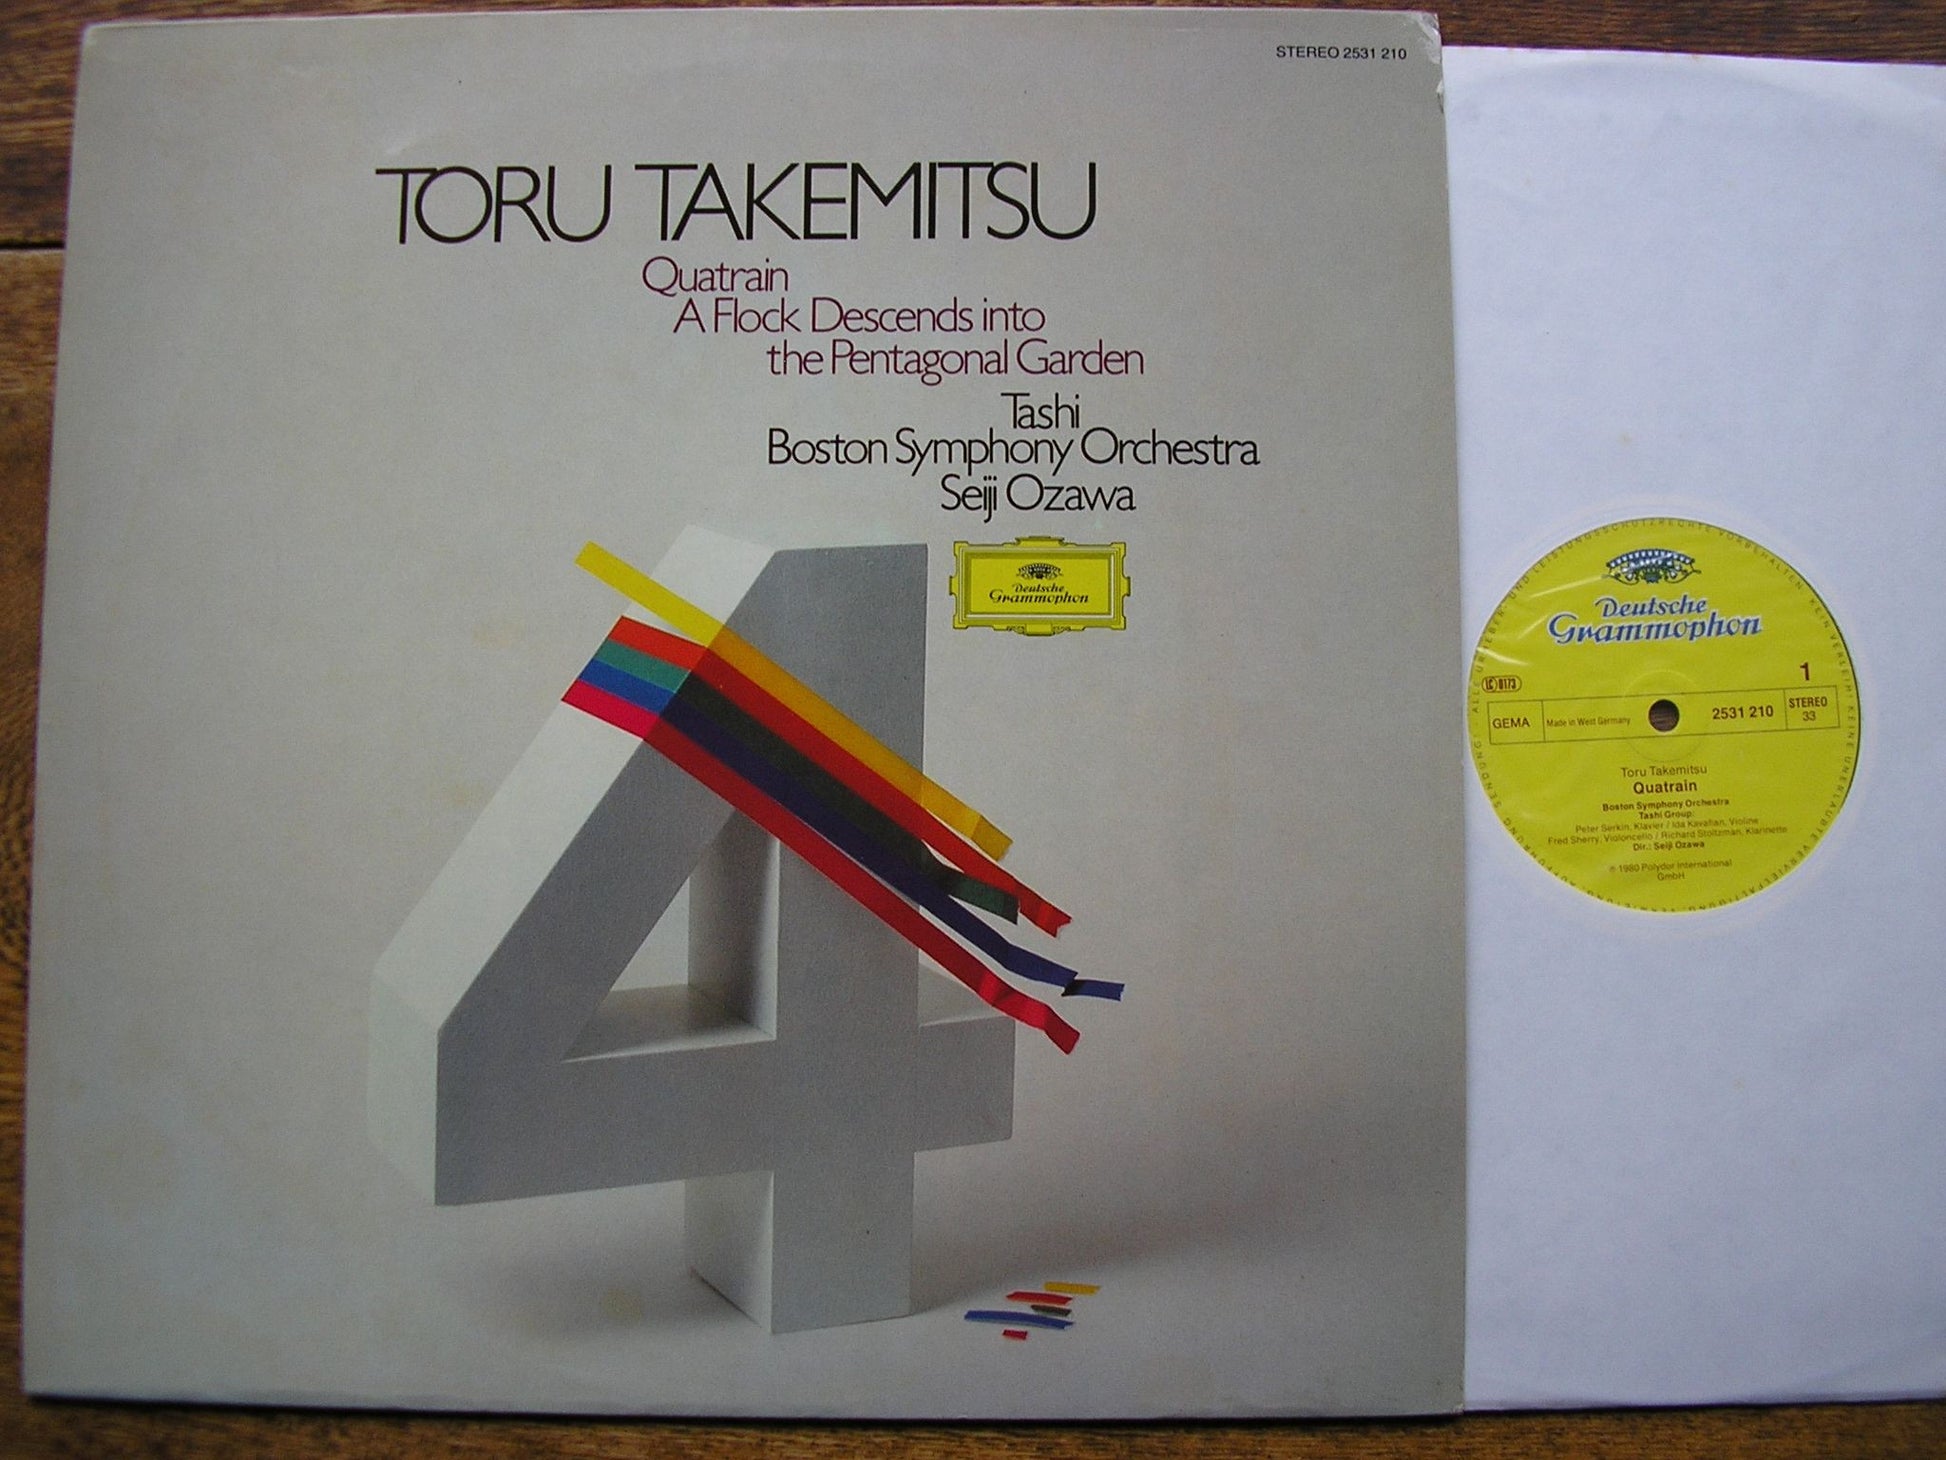 STEREO 2531 210
TORU TAKEMITSU
Quatrain
A Flock Descends into
the Pentagonal Garden
Tashi
Boston Symphony Orchestra
Seiji Ozawa
Deutsche
Grammophon
4
Deutsche
Grammophon
1
LC 0173
GEMA
Made in West Germany
2531 210
STEREO
33
Toru Takemitsu
Quatrain
Boston Symphony Orchestra
Tashi Group:
Peter Serkin, Klavier / Ida Kavafian, Violine
Fred Sherry, Violoncello / Richard Stoltzman, Klarinette
Dir.: Seiji Ozawa
℗ 1980 Polydor International
GmbH